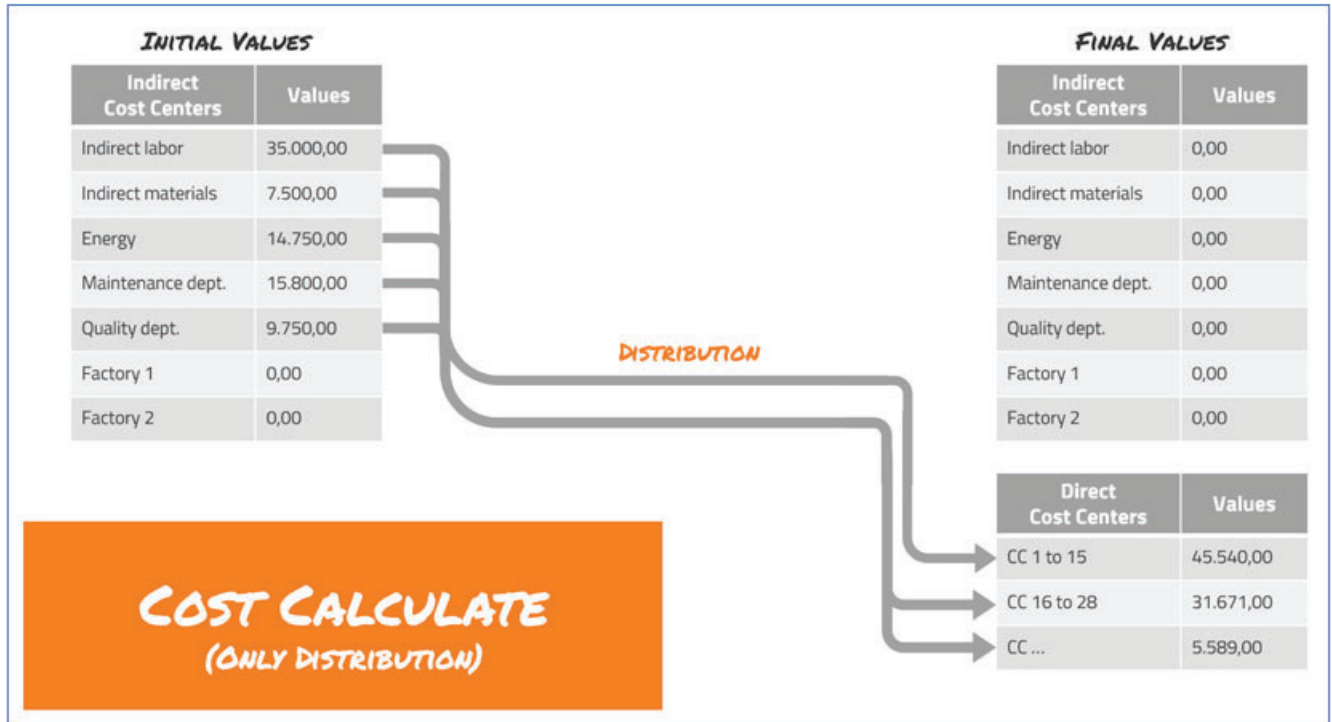 INITIAL VALUES
Indirect
Cost Centers
Values
Indirect labor 35.000,00
Indirect materials 7.500,00
Energy 14.750,00
Maintenance dept. 15.800,00
Quality dept. 9.750,00
Factory 1 0,00
Factory 2 0,00
DISTRIBUTION
FINAL VALUES
Indirect
Cost Centers
Values
Indirect labor 0,00
Indirect materials 0,00
Energy 0,00
Maintenance dept. 0,00
Quality dept. 0,00
Factory 1 0,00
Factory 2 0,00
Direct
Cost Centers
Values
CC 1 to 15 45.540,00
CC 16 to 28 31.671,00
CC ... 5.589,00
COST CALCULATE
(ONLY DISTRIBUTION)